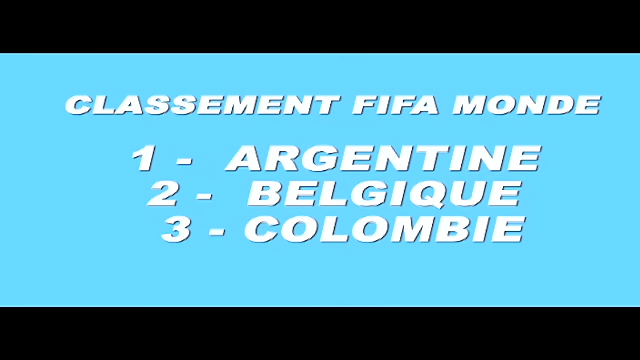 CLASSEMENT FIFA MONDE
1 - ARGENTINE
2 - BELGIQUE
3 - COLOMBIE